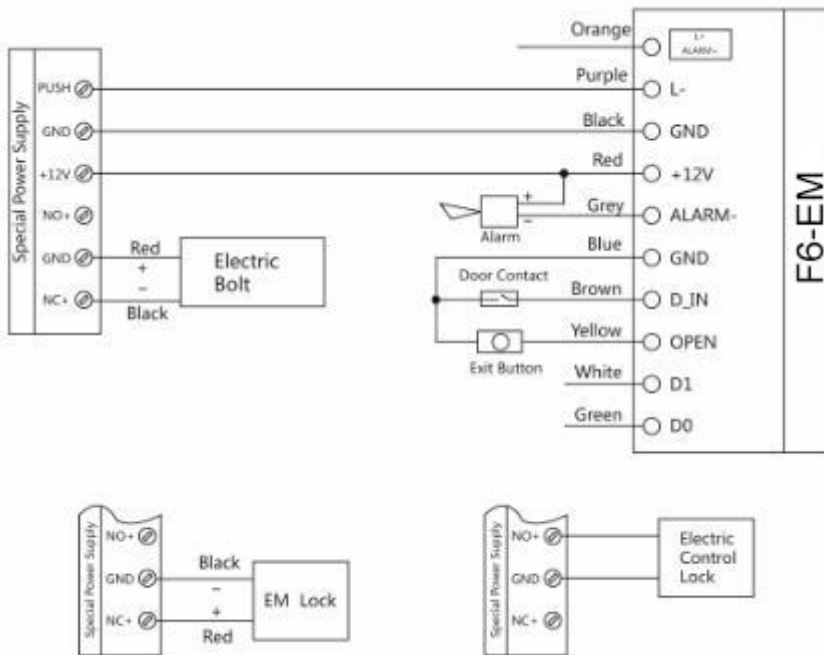 Orange
L+
ALARM+
Special Power Supply
PUSH
Purple
L-
GND
Black
GND
+12V
Red
+12V
NO+
+
-
Alarm
Grey
ALARM-
GND
Red
+
-
Black
NC+
Electric
Bolt
Blue
GND
Door Contact
Brown
D_IN
Yellow
OPEN
Exit Button
White
D1
Green
D0
F6-EM
Special Power Supply
NO+
GND
NC+
Black
-
+
Red
EM Lock
Special Power Supply
NO+
GND
NC+
Electric
Control
Lock